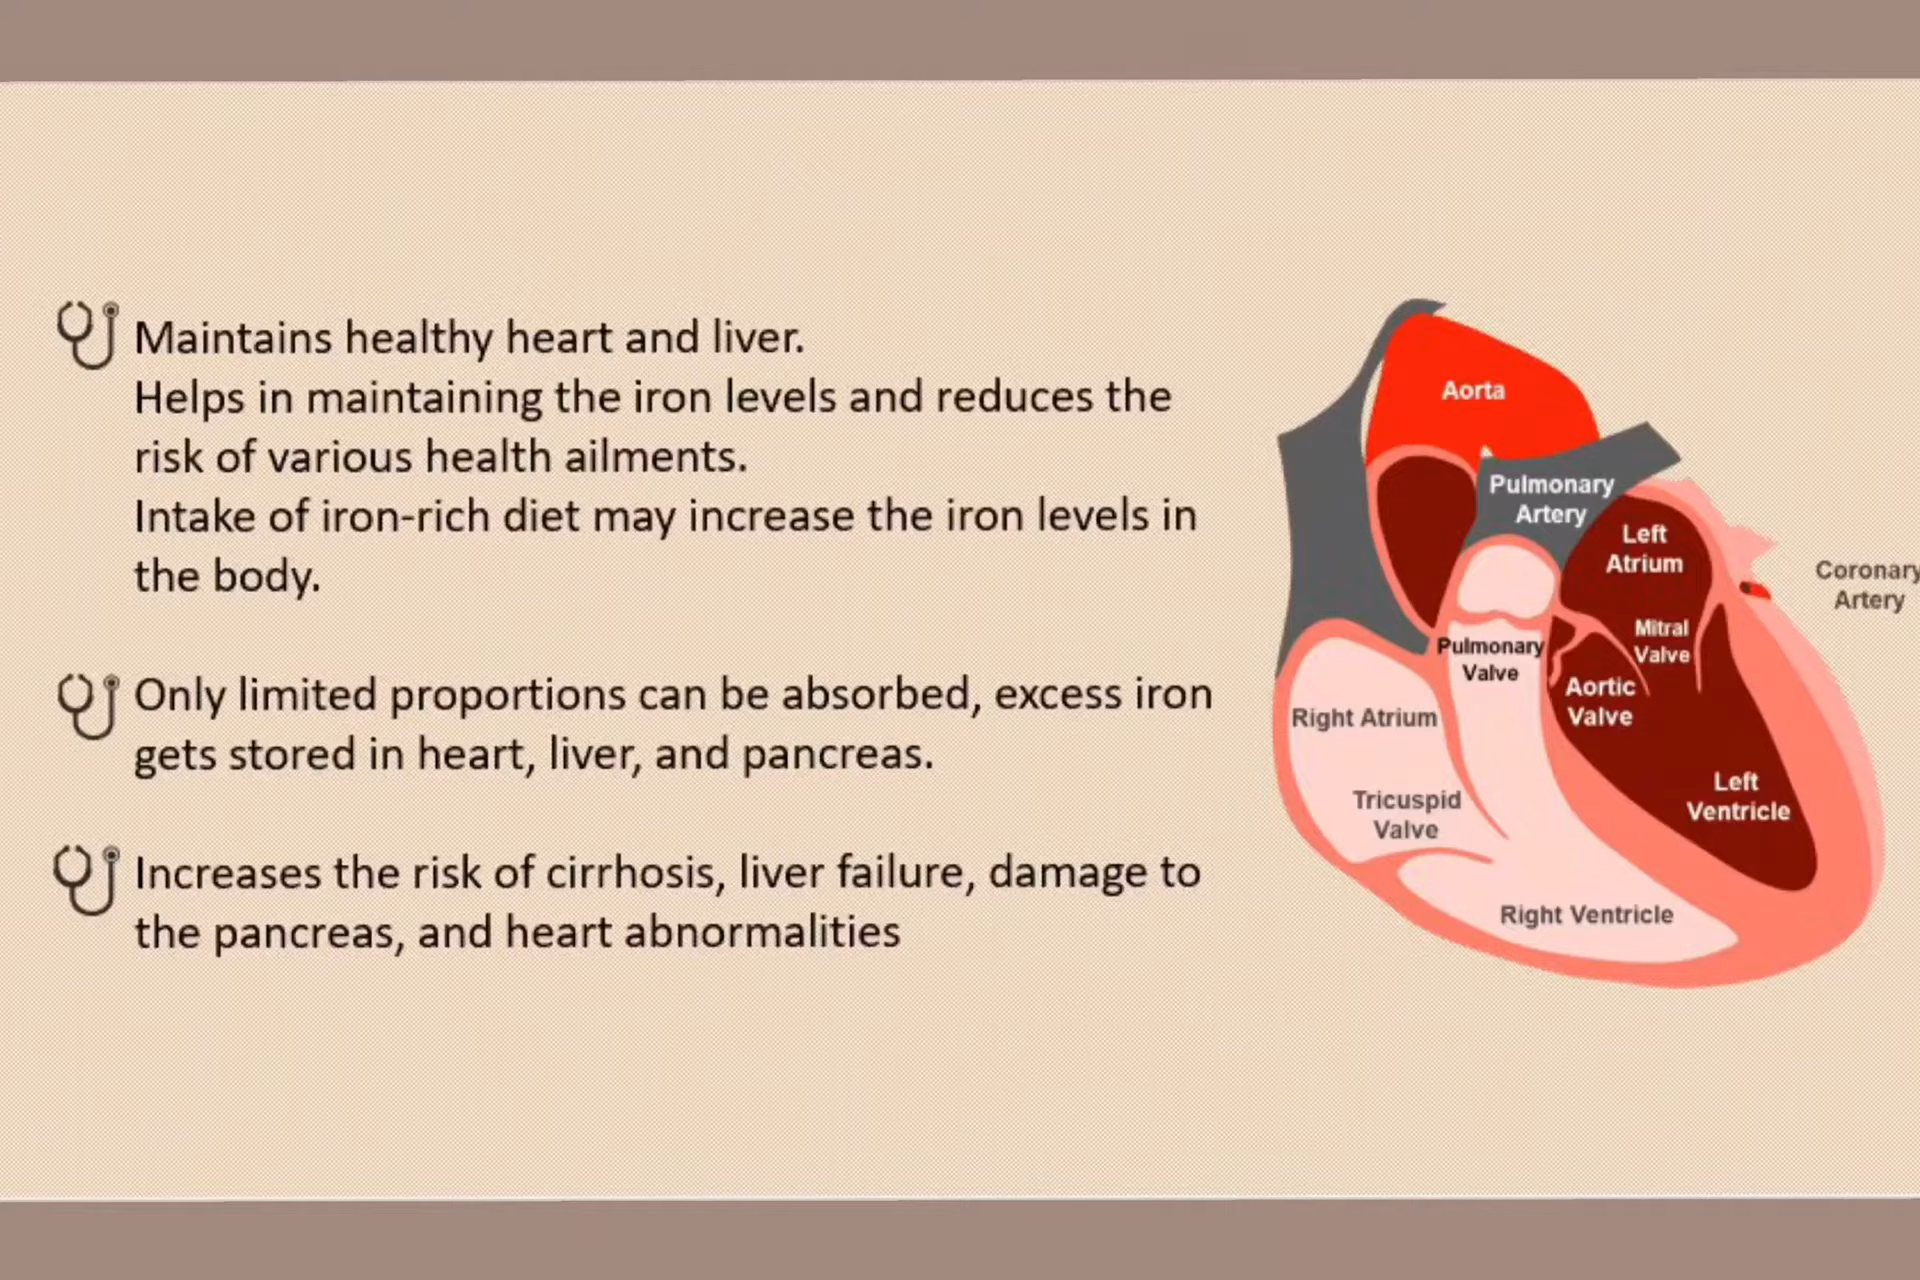 Maintains healthy heart and liver.
Helps in maintaining the iron levels and reduces the
risk of various health ailments.
Intake of iron-rich diet may increase the iron levels in
the body.
Only limited proportions can be absorbed, excess iron
gets stored in heart, liver, and pancreas.
Increases the risk of cirrhosis, liver failure, damage to
the pancreas, and heart abnormalities
Aorta
Pulmonary
Artery
Left
Atrium
Coronary
Artery
Mitral
Valve
Pulmonary
Valve
Aortic
Valve
Right Atrium
Left
Ventricle
Tricuspid
Valve
Right Ventricle